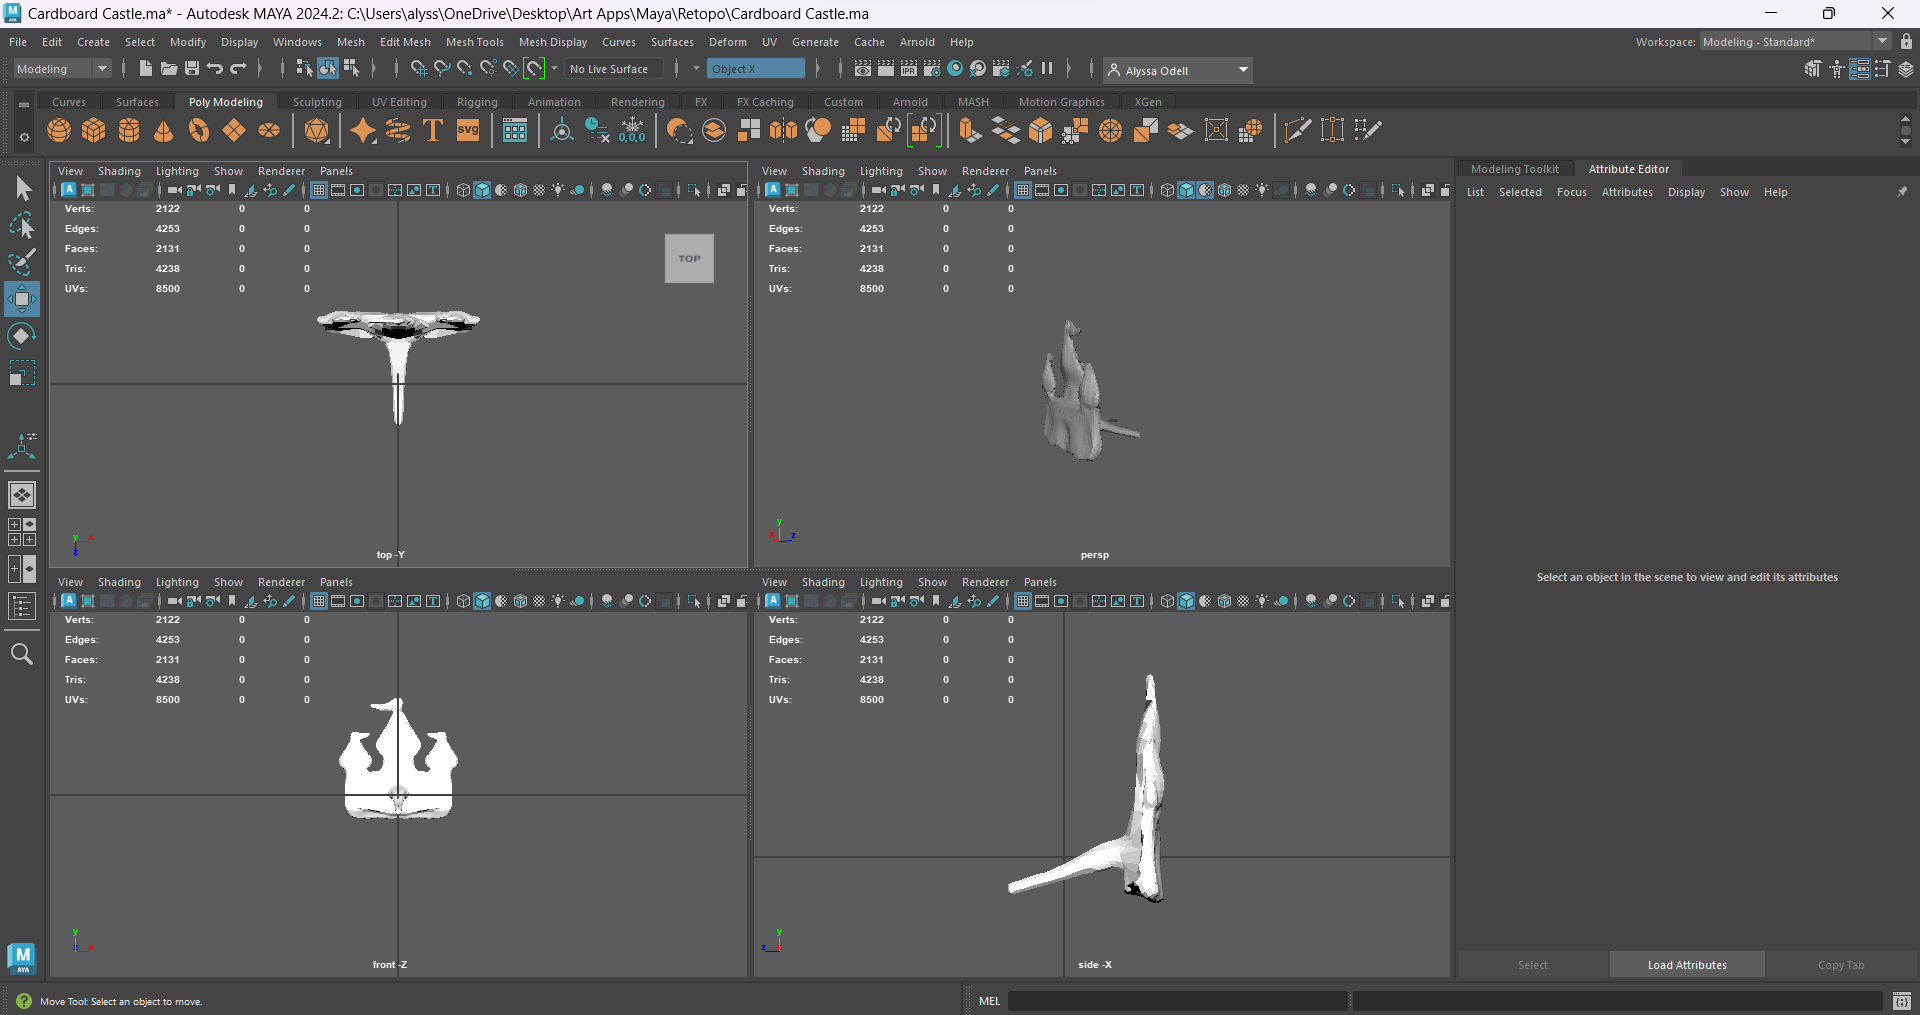 Cardboard Castle.ma* - Autodesk MAYA 2024.2: C:\Users\alyss\OneDrive\Desktop\Art Apps\Maya\Retopo\Cardboard Castle.ma
File Edit Create Select Modify Display Windows Mesh Edit Mesh Mesh Tools Mesh Display Curves Surfaces Deform UV Generate Cache Arnold Help Workspace: Modeling - Standard*
Modeling No Live Surface Object X IPR Alyssa Odell
Curves Surfaces Poly Modeling Sculpting UV Editing Rigging Animation Rendering FX FX Caching Custom Arnold MASH Motion Graphics XGen
T SVG 0,0,0
View Shading Lighting Show Renderer Panels
Verts: 2122 0 0
Edges: 4253 0 0
Faces: 2131 0 0
Tris: 4238 0 0
UVs: 8500 0 0
TOP
y x
z
top -Y
View Shading Lighting Show Renderer Panels
Verts: 2122 0 0
Edges: 4253 0 0
Faces: 2131 0 0
Tris: 4238 0 0
UVs: 8500 0 0
y
x z
persp
View Shading Lighting Show Renderer Panels
Verts: 2122 0 0
Edges: 4253 0 0
Faces: 2131 0 0
Tris: 4238 0 0
UVs: 8500 0 0
y
z x
front -Z
View Shading Lighting Show Renderer Panels
Verts: 2122 0 0
Edges: 4253 0 0
Faces: 2131 0 0
Tris: 4238 0 0
UVs: 8500 0 0
y
z x
side -X
Modeling Toolkit Attribute Editor
List Selected Focus Attributes Display Show Help
Select an object in the scene to view and edit its attributes
Select Load Attributes Copy Tab
M
AYA
Move Tool: Select an object to move. MEL